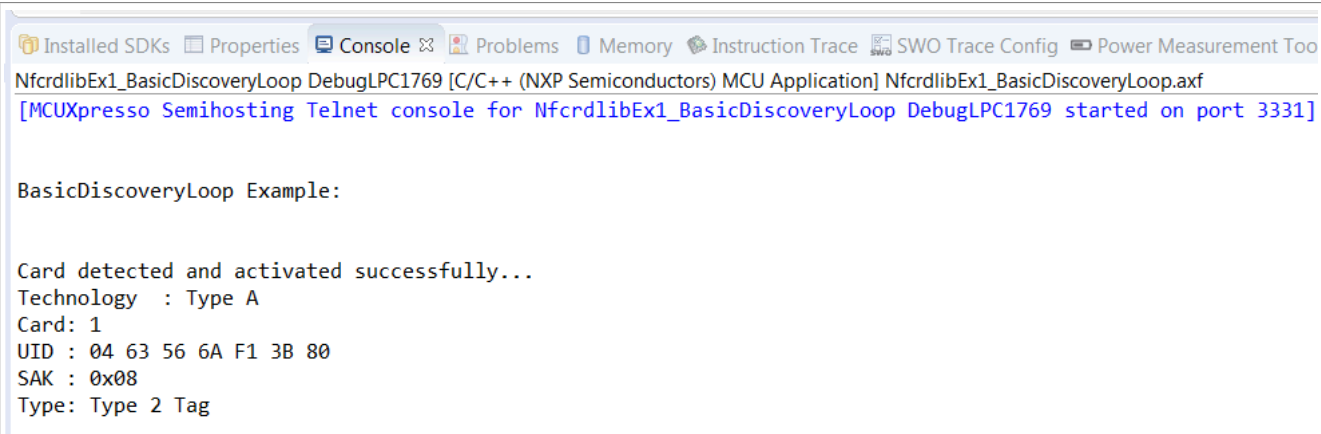 Installed SDKs Properties Console Problems Memory Instruction Trace SWO Trace Config Power Measurement Too
NfcrdlibEx1_BasicDiscoveryLoop DebugLPC1769 [C/C++ (NXP Semiconductors) MCU Application] NfcrdlibEx1_BasicDiscoveryLoop.axf
[MCUXpresso Semihosting Telnet console for NfcrdlibEx1_BasicDiscoveryLoop DebugLPC1769 started on port 3331]
BasicDiscoveryLoop Example:
Card detected and activated successfully...
Technology  : Type A
Card: 1
UID : 04 63 56 6A F1 3B 80
SAK : 0x08
Type: Type 2 Tag